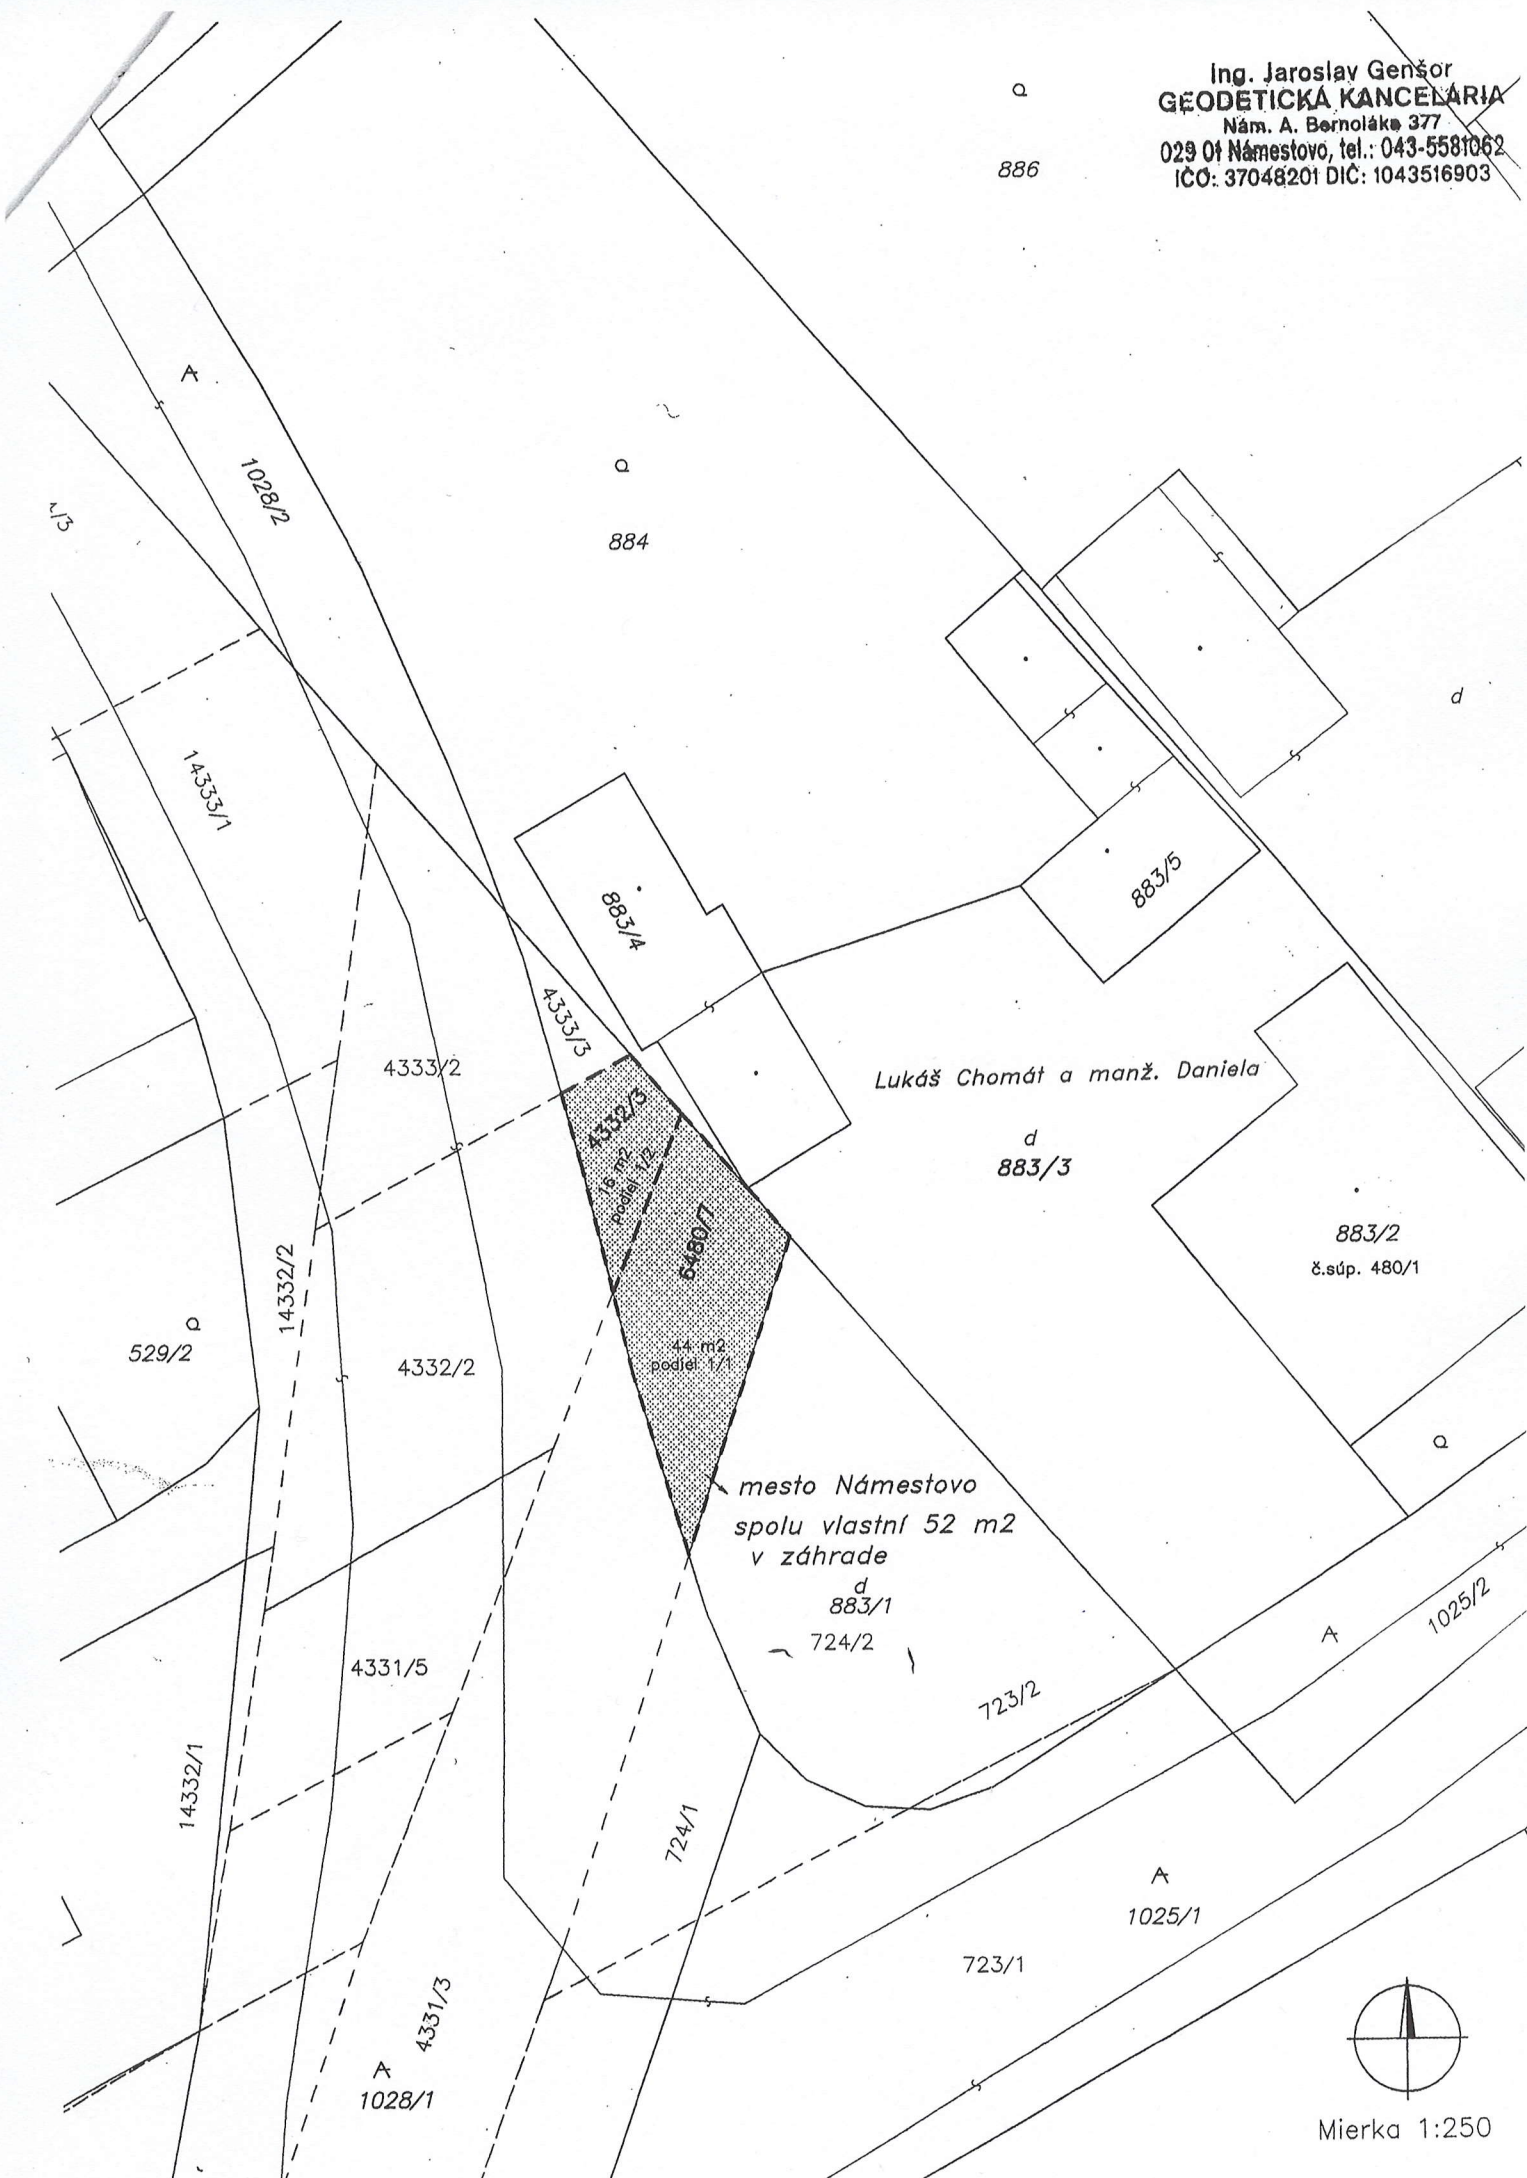 Ing. Jaroslav Genšor
GEODETICKÁ KANCELÁRIA
Nám. A. Bernoláka 377
029 01 Námestovo, tel.: 043-5581062
IČO: 37048201 DIČ: 1043516903
886
1028/2
884
14333/1
883/4
883/5
4333/3
4333/2
Lukáš Chomát a manž. Daniela
d
883/3
4332/3
16 m2
podiel 1/2
6480/7
44 m2
podiel 1/1
883/2
č.súp. 480/1
14332/2
529/2
4332/2
mesto Námestovo
spolu vlastní 52 m2
v záhrade
d
883/1
724/2
1025/2
4331/5
723/2
14332/1
724/1
1025/1
723/1
4331/3
1028/1
d
Mierka 1:250